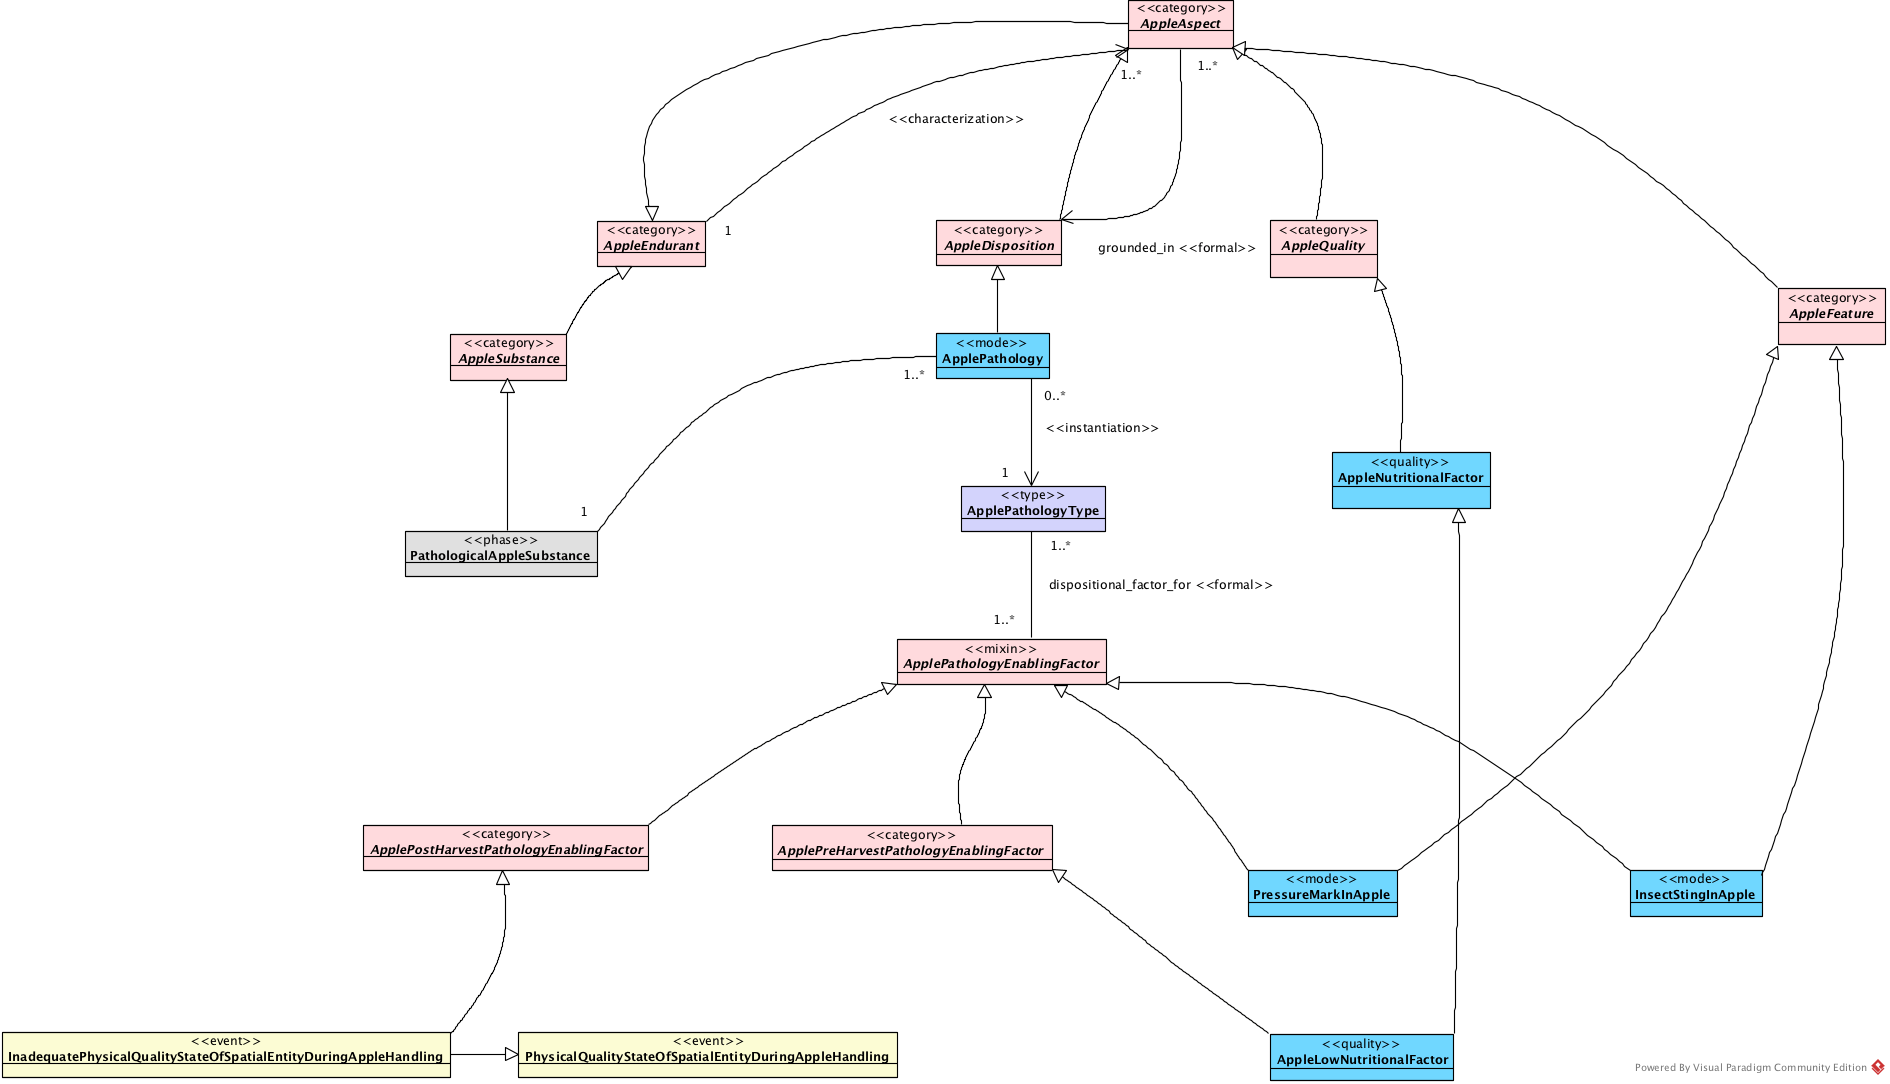 <<category>>
AppleAspect
1..*
1..*
<<characterization>>
<<category>>
AppleEndurant
1
<<category>>
AppleDisposition
grounded_in <<formal>>
<<category>>
AppleQuality
<<category>>
AppleFeature
<<category>>
AppleSubstance
<<mode>>
ApplePathology
1..*
0..*
<<instantiation>>
1
<<quality>>
AppleNutritionalFactor
<<type>>
ApplePathologyType
1
<<phase>>
PathologicalAppleSubstance
1..*
dispositional_factor_for <<formal>>
1..*
<<mixin>>
ApplePathologyEnablingFactor
<<category>>
ApplePostHarvestPathologyEnablingFactor
<<category>>
ApplePreHarvestPathologyEnablingFactor
<<mode>>
PressureMarkInApple
<<mode>>
InsectStingInApple
<<event>>
InadequatePhysicalQualityStateOfSpatialEntityDuringAppleHandling
<<event>>
PhysicalQualityStateOfSpatialEntityDuringAppleHandling
<<quality>>
AppleLowNutritionalFactor
Powered By Visual Paradigm Community Edition